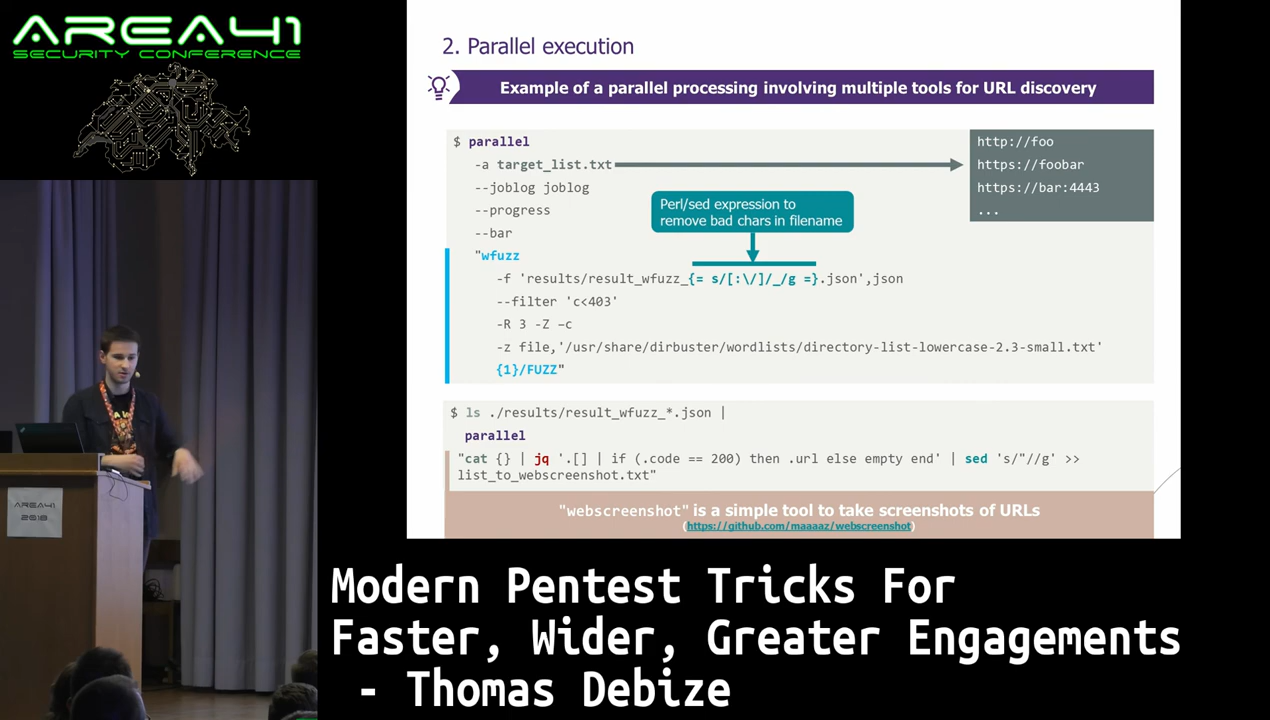 AREA41
SECURITY CONFERENCE
2. Parallel execution
Example of a parallel processing involving multiple tools for URL discovery
$ parallel
-a target_list.txt
--joblog joblog
--progress
--bar
"wfuzz
-f 'results/result_wfuzz_{= s/[:\/]/_/g =}.json',json
--filter 'c<403'
-R 3 -Z –c
-z file,'/usr/share/dirbuster/wordlists/directory-list-lowercase-2.3-small.txt'
{1}/FUZZ"
http://foo
https://foobar
https://bar:4443
...
Perl/sed expression to
remove bad chars in filename
$ ls ./results/result_wfuzz_*.json |
parallel
"cat {} | jq '.[] | if (.code == 200) then .url else empty end' | sed 's/"//g' >>
list_to_webscreenshot.txt"
"webscreenshot" is a simple tool to take screenshots of URLs
(https://github.com/maaaaz/webscreenshot)
AREA41
2018
Modern Pentest Tricks For
Faster, Wider, Greater Engagements
- Thomas Debize